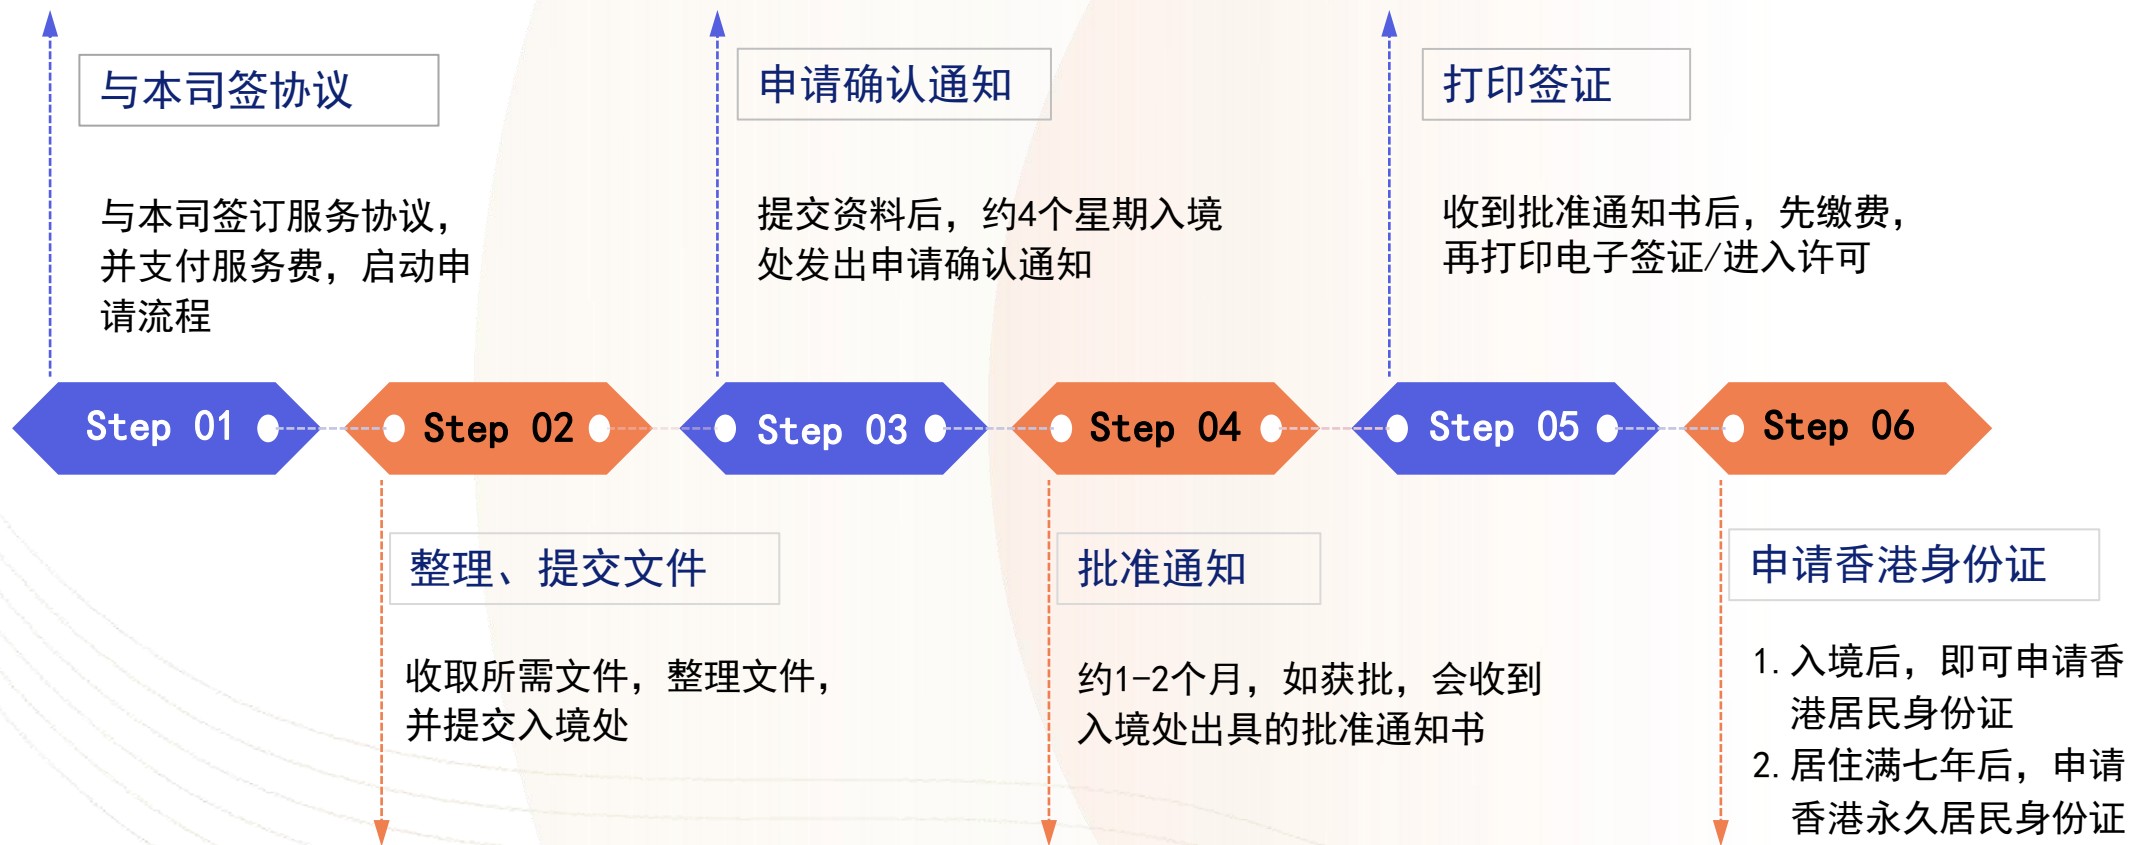 与本司签协议
与本司签订服务协议，
并支付服务费，启动申
请流程
申请确认通知
提交资料后，约4个星期入境
处发出申请确认通知
打印签证
收到批准通知书后，先缴费，
再打印电子签证/进入许可
Step 01
Step 02
Step 03
Step 04
Step 05
Step 06
整理、提交文件
收取所需文件，整理文件，
并提交入境处
批准通知
约1-2个月，如获批，会收到
入境处出具的批准通知书
申请香港身份证
1. 入境后，即可申请香
港居民身份证
2. 居住满七年后，申请
香港永久居民身份证